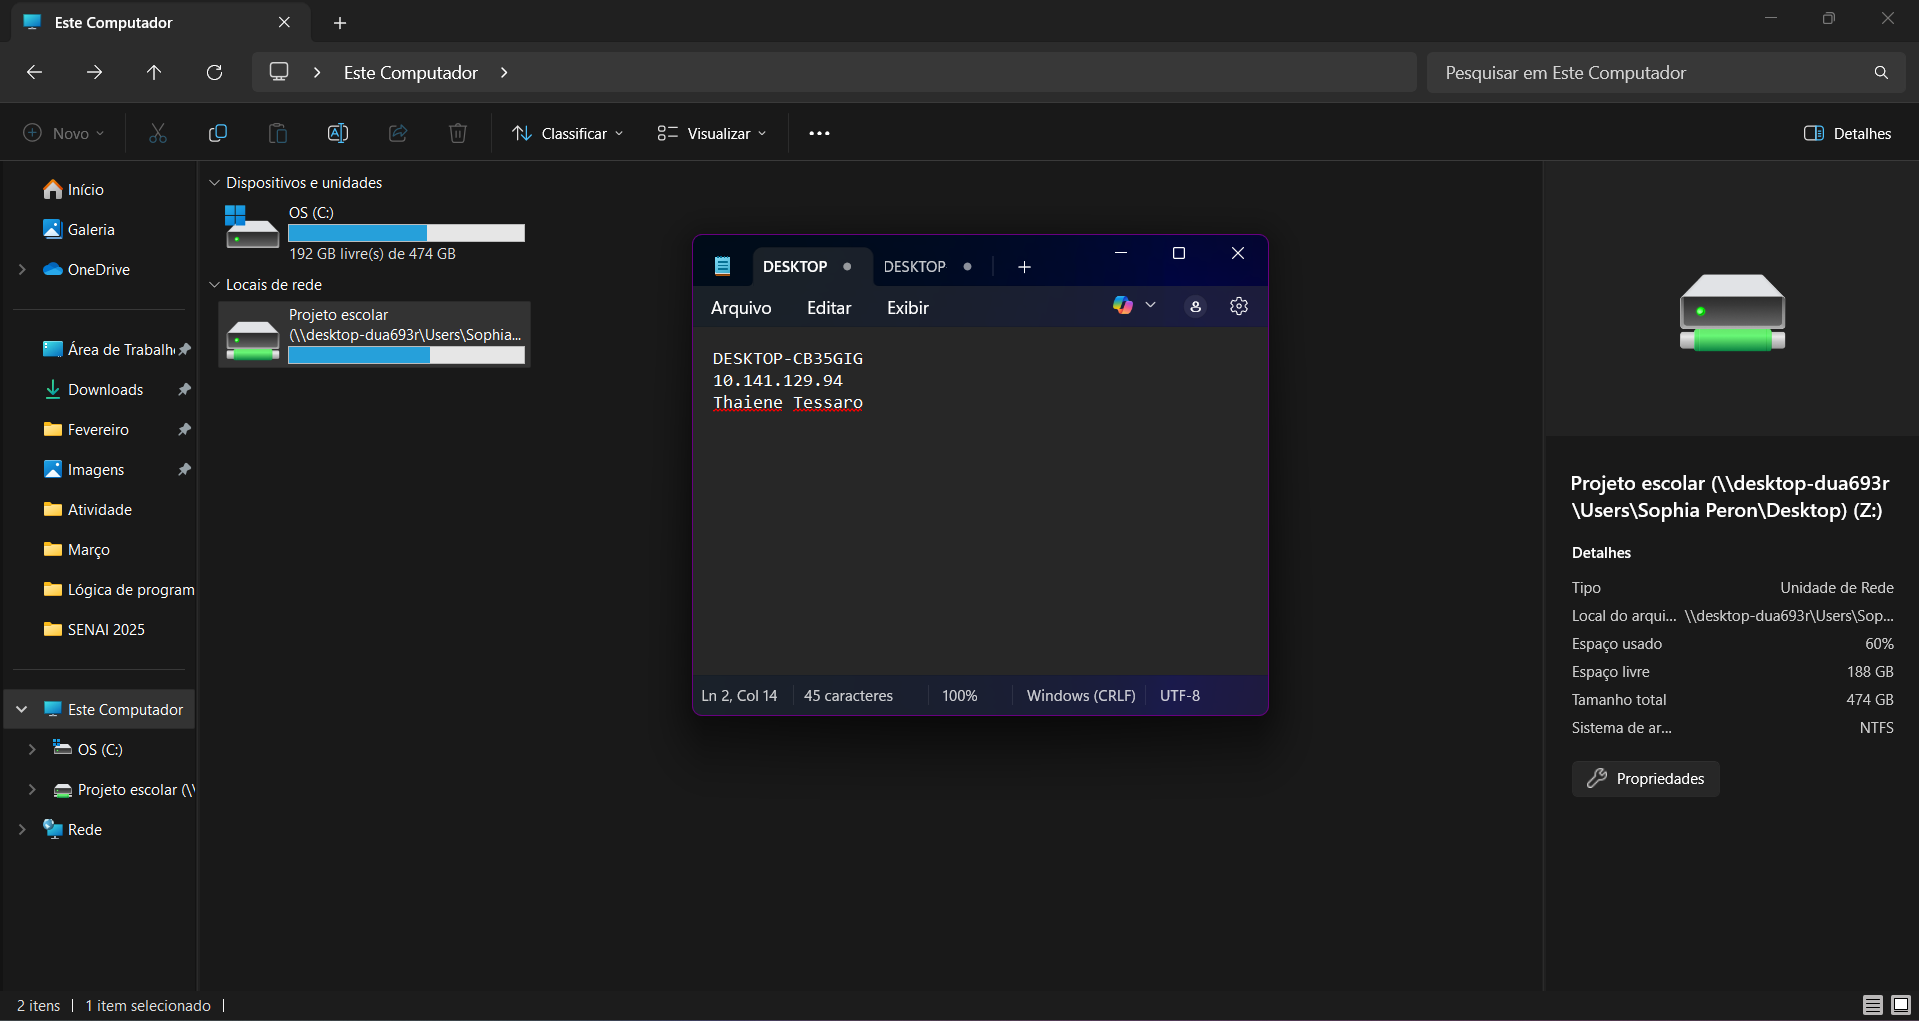 Este Computador
Este Computador
Pesquisar em Este Computador
Novo
Classificar
Visualizar
Detalhes
Início
Galeria
OneDrive
Área de Trabalh
Downloads
Fevereiro
Imagens
Atividade
Março
Lógica de program
SENAI 2025
Este Computador
OS (C:)
Projeto escolar (\\
Rede
Dispositivos e unidades
OS (C:)
192 GB livre(s) de 474 GB
Locais de rede
Projeto escolar
(\\desktop-dua693r\Users\Sophia...
DESKTOP
DESKTOP
Arquivo Editar Exibir
DESKTOP-CB35GIG
10.141.129.94
Thaiene Tessaro
Ln 2, Col 14 45 caracteres 100% Windows (CRLF) UTF-8
Projeto escolar (\\desktop-dua693r
\Users\Sophia Peron\Desktop) (Z:)
Detalhes
Tipo Unidade de Rede
Local do arqui... \\desktop-dua693r\Users\Sop...
Espaço usado 60%
Espaço livre 188 GB
Tamanho total 474 GB
Sistema de ar... NTFS
Propriedades
2 itens 1 item selecionado